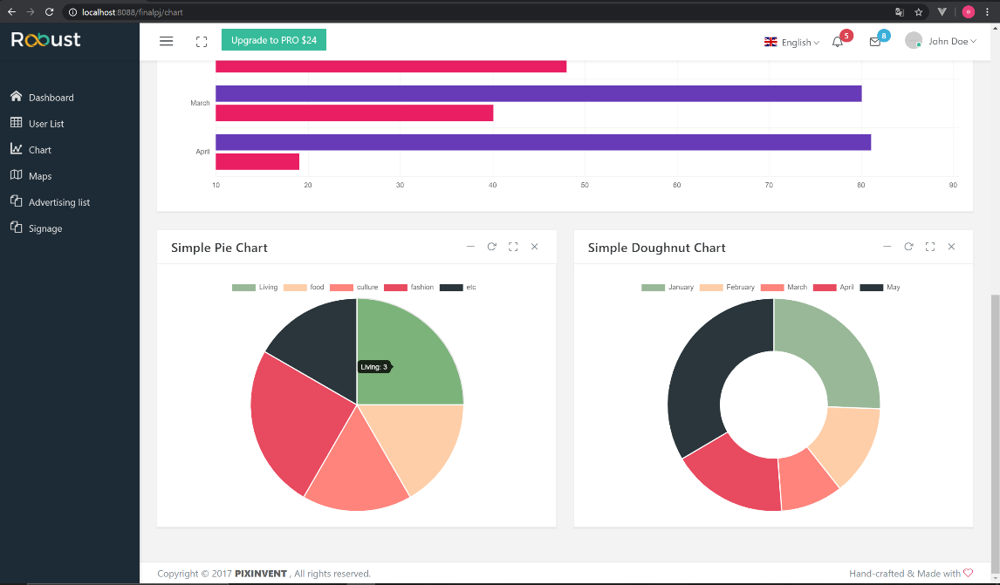 localhost:8088/finalpj/chart
Robust
Upgrade to PRO $24
English
5
8
John Doe
Dashboard
User List
Chart
Maps
Advertising list
Signage
March
April
10 20 30 40 50 60 70 80 90
Simple Pie Chart
Living food culture fashion etc
Living: 3
Simple Doughnut Chart
January February March April May
Copyright © 2017 PIXINVENT , All rights reserved.
Hand-crafted & Made with